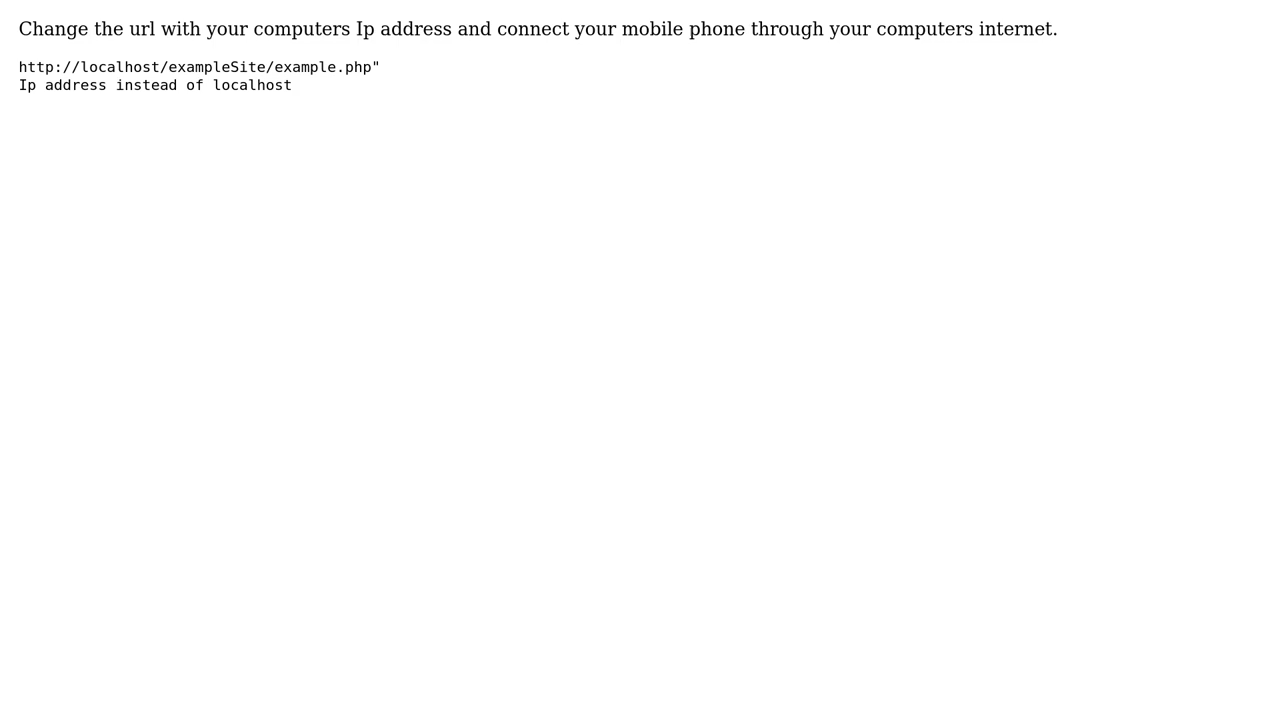 Change the url with your computers Ip address and connect your mobile phone through your computers internet.
http://localhost/exampleSite/example.php"
Ip address instead of localhost